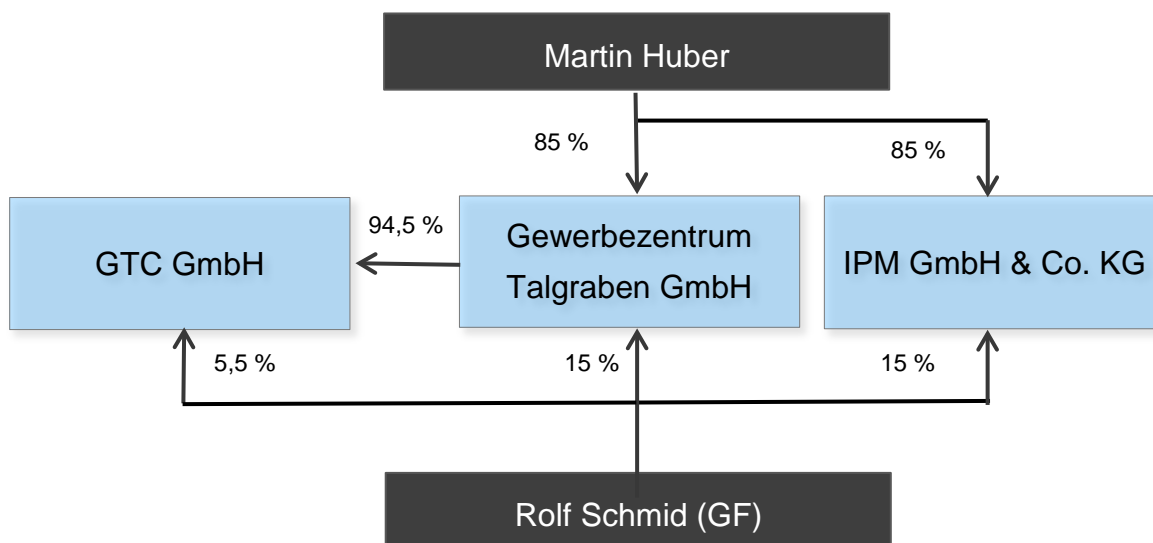 Martin Huber
85 %
85 %
94,5 %
GTC GmbH
Gewerbezentrum
Talgraben GmbH
IPM GmbH & Co. KG
5,5 %
15 %
15 %
Rolf Schmid (GF)